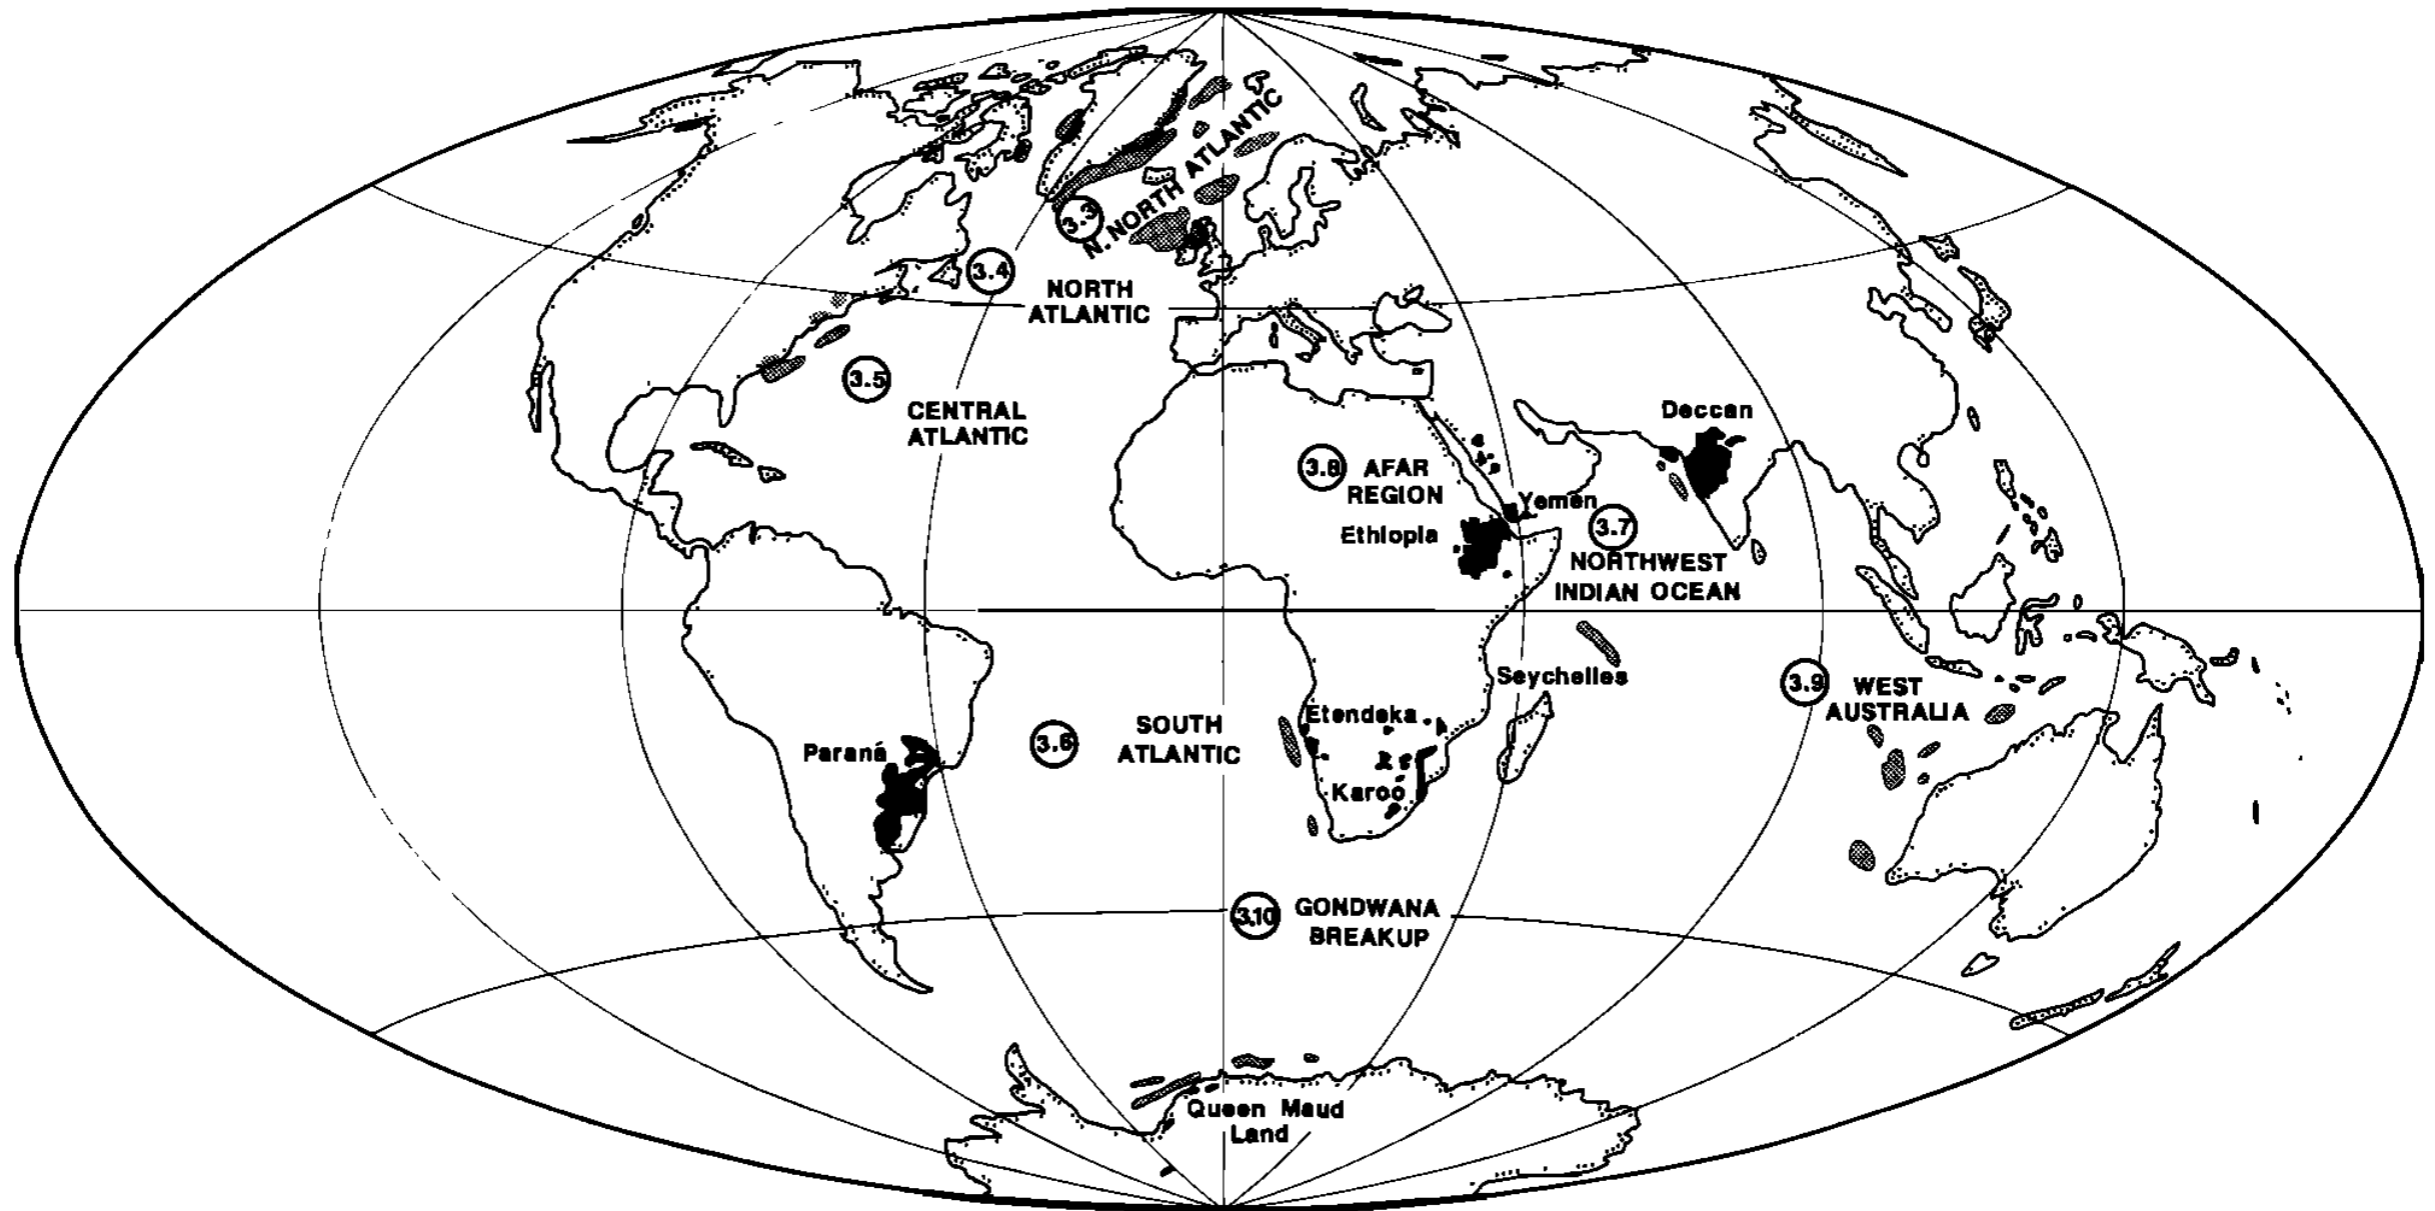 N. NORTH ATLANTIC
3.3
3.4
NORTH
ATLANTIC
3.5
CENTRAL
ATLANTIC
Deccan
3.8
AFAR
REGION
Yemen
Ethiopia
3.7
NORTHWEST
INDIAN OCEAN
Seychelles
3.9
WEST
AUSTRALIA
Etendeka
Paraná
3.6
SOUTH
ATLANTIC
Karoo
3.10
GONDWANA
BREAKUP
Queen Maud
Land